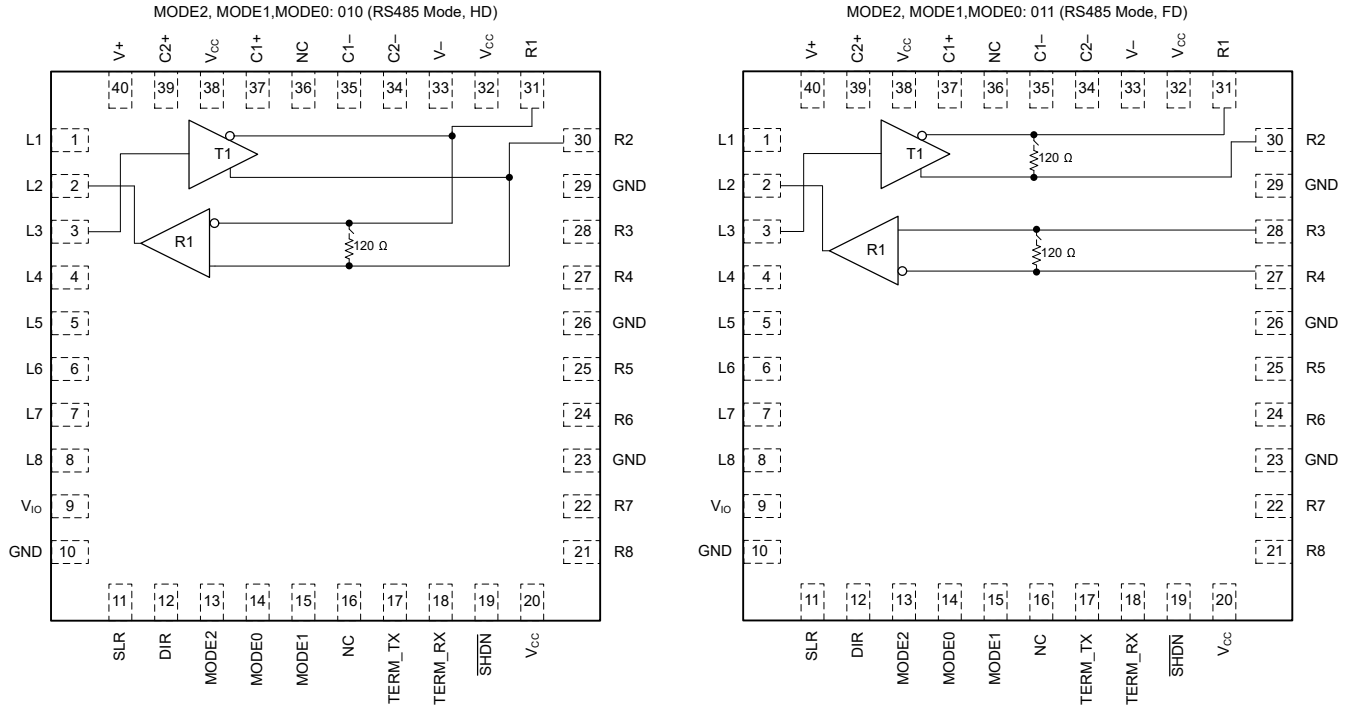 MODE2, MODE1,MODE0: 010 (RS485 Mode, HD)
V+ C2+ VCC C1+ NC C1– C2– V– VCC R1
40 39 38 37 36 35 34 33 32 31
L1 1 T1 30 R2
L2 2 29 GND
L3 3 R1 120 Ω 28 R3
L4 4 27 R4
L5 5 26 GND
L6 6 25 R5
L7 7 24 R6
L8 8 23 GND
VIO 9 22 R7
GND 10 21 R8
11 12 13 14 15 16 17 18 19 20
SLR DIR MODE2 MODE0 MODE1 NC TERM_TX TERM_RX SHDN VCC
MODE2, MODE1,MODE0: 011 (RS485 Mode, FD)
V+ C2+ VCC C1+ NC C1– C2– V– VCC R1
40 39 38 37 36 35 34 33 32 31
L1 1 T1 120 Ω 30 R2
L2 2 29 GND
L3 3 R1 120 Ω 28 R3
L4 4 27 R4
L5 5 26 GND
L6 6 25 R5
L7 7 24 R6
L8 8 23 GND
VIO 9 22 R7
GND 10 21 R8
11 12 13 14 15 16 17 18 19 20
SLR DIR MODE2 MODE0 MODE1 NC TERM_TX TERM_RX SHDN VCC